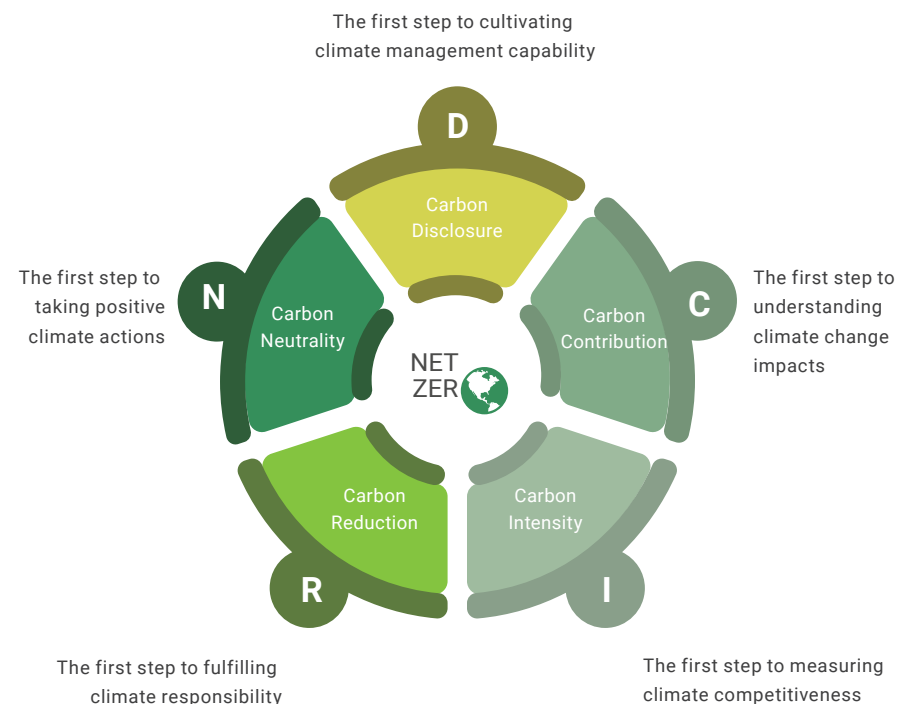 The first step to cultivating
climate management capability
D
Carbon
Disclosure
N
The first step to
taking positive
climate actions
Carbon
Neutrality
C
The first step to
understanding
climate change
impacts
Carbon
Contribution
NET
ZER
Carbon
Reduction
R
The first step to fulfilling
climate responsibility
Carbon
Intensity
I
The first step to measuring
climate competitiveness